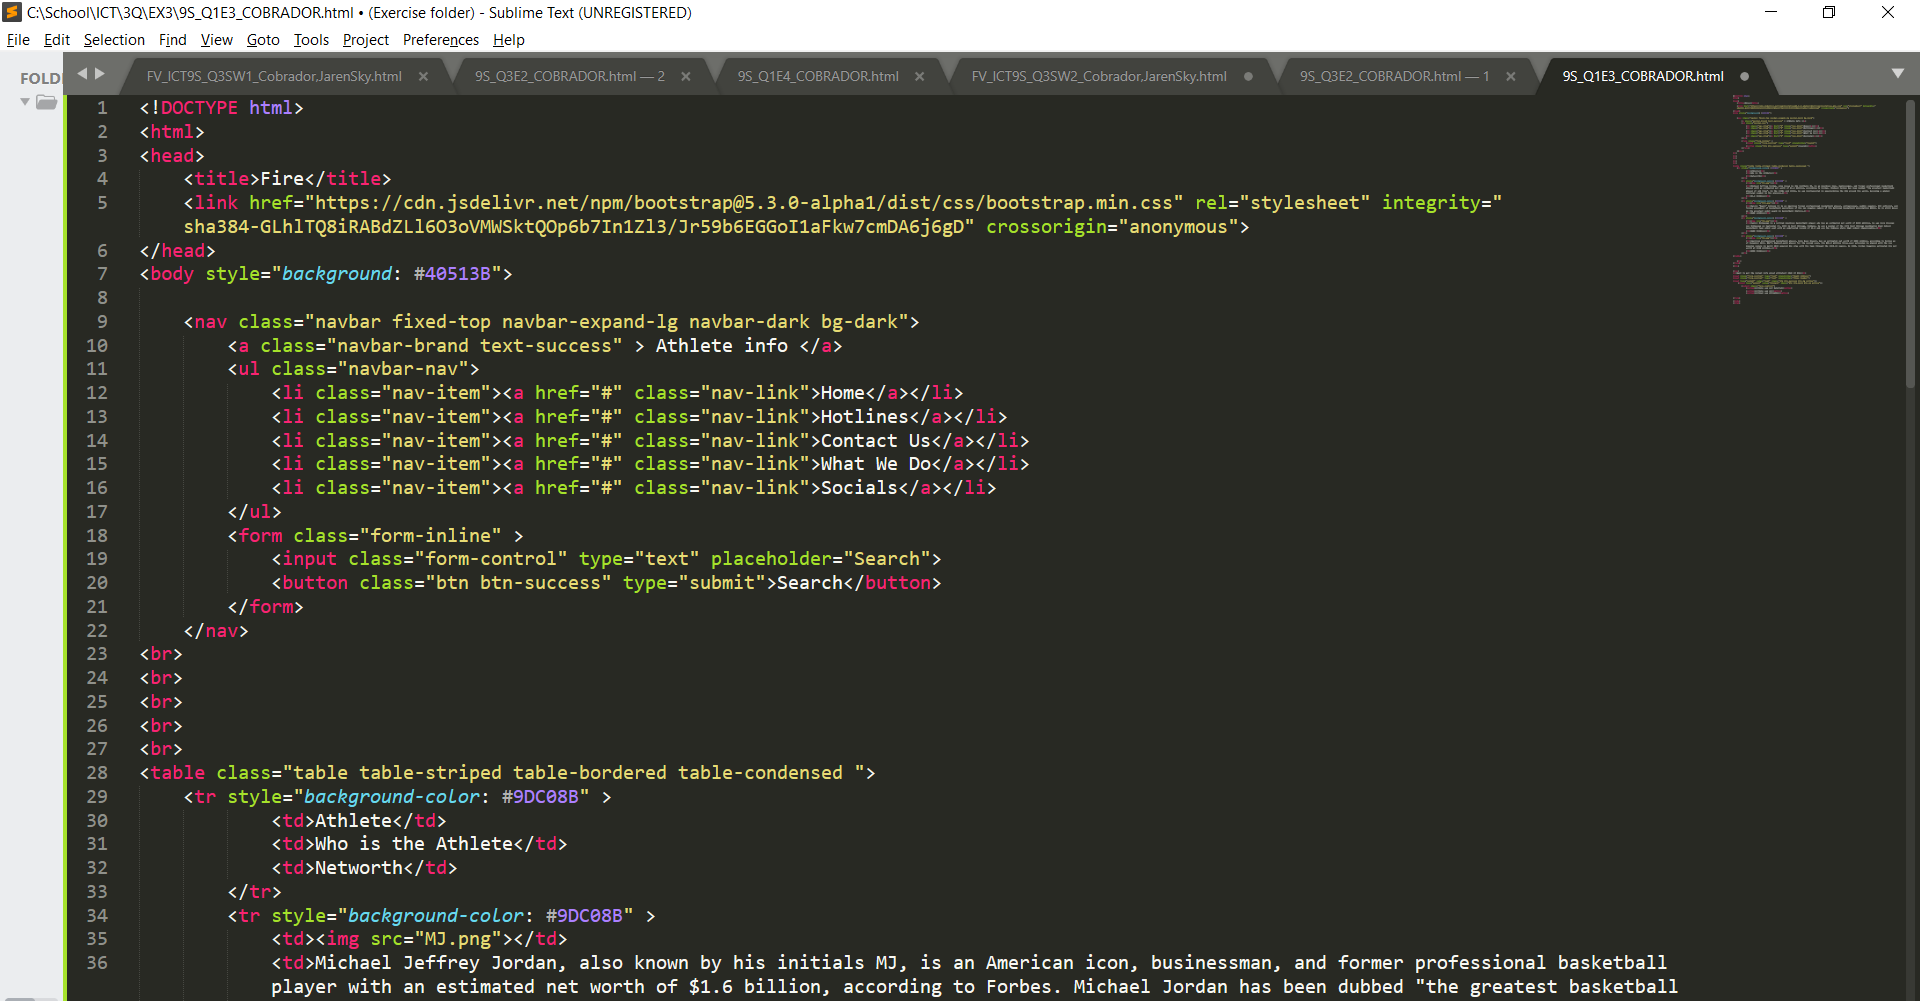 C:\School\ICT\3Q\EX3\9S_Q1E3_COBRADOR.html • (Exercise folder) - Sublime Text (UNREGISTERED)
File Edit Selection Find View Goto Tools Project Preferences Help
FOLD
FV_ICT9S_Q3SW1_Cobrador,JarenSky.html × 9S_Q3E2_COBRADOR.html — 2 × 9S_Q1E4_COBRADOR.html × FV_ICT9S_Q3SW2_Cobrador,JarenSky.html • 9S_Q3E2_COBRADOR.html — 1 × 9S_Q1E3_COBRADOR.html •
1 <!DOCTYPE html>
2 <html>
3 <head>
4 <title>Fire</title>
5 <link href="https://cdn.jsdelivr.net/npm/bootstrap@5.3.0-alpha1/dist/css/bootstrap.min.css" rel="stylesheet" integrity="
sha384-GLhlTQ8iRABdZLl6O3oVMWSktQOp6b7In1Zl3/Jr59b6EGGoI1aFkw7cmDA6j6gD" crossorigin="anonymous">
6 </head>
7 <body style="background: #40513B">
8
9 <nav class="navbar fixed-top navbar-expand-lg navbar-dark bg-dark">
10 <a class="navbar-brand text-success" > Athlete info </a>
11 <ul class="navbar-nav">
12 <li class="nav-item"><a href="#" class="nav-link">Home</a></li>
13 <li class="nav-item"><a href="#" class="nav-link">Hotlines</a></li>
14 <li class="nav-item"><a href="#" class="nav-link">Contact Us</a></li>
15 <li class="nav-item"><a href="#" class="nav-link">What We Do</a></li>
16 <li class="nav-item"><a href="#" class="nav-link">Socials</a></li>
17 </ul>
18 <form class="form-inline" >
19 <input class="form-control" type="text" placeholder="Search">
20 <button class="btn btn-success" type="submit">Search</button>
21 </form>
22 </nav>
23 <br>
24 <br>
25 <br>
26 <br>
27 <br>
28 <table class="table table-striped table-bordered table-condensed ">
29 <tr style="background-color: #9DC08B" >
30 <td>Athlete</td>
31 <td>Who is the Athlete</td>
32 <td>Networth</td>
33 </tr>
34 <tr style="background-color: #9DC08B" >
35 <td><img src="MJ.png"></td>
36 <td>Michael Jeffrey Jordan, also known by his initials MJ, is an American icon, businessman, and former professional basketball
player with an estimated net worth of $1.6 billion, according to Forbes. Michael Jordan has been dubbed "the greatest basketball